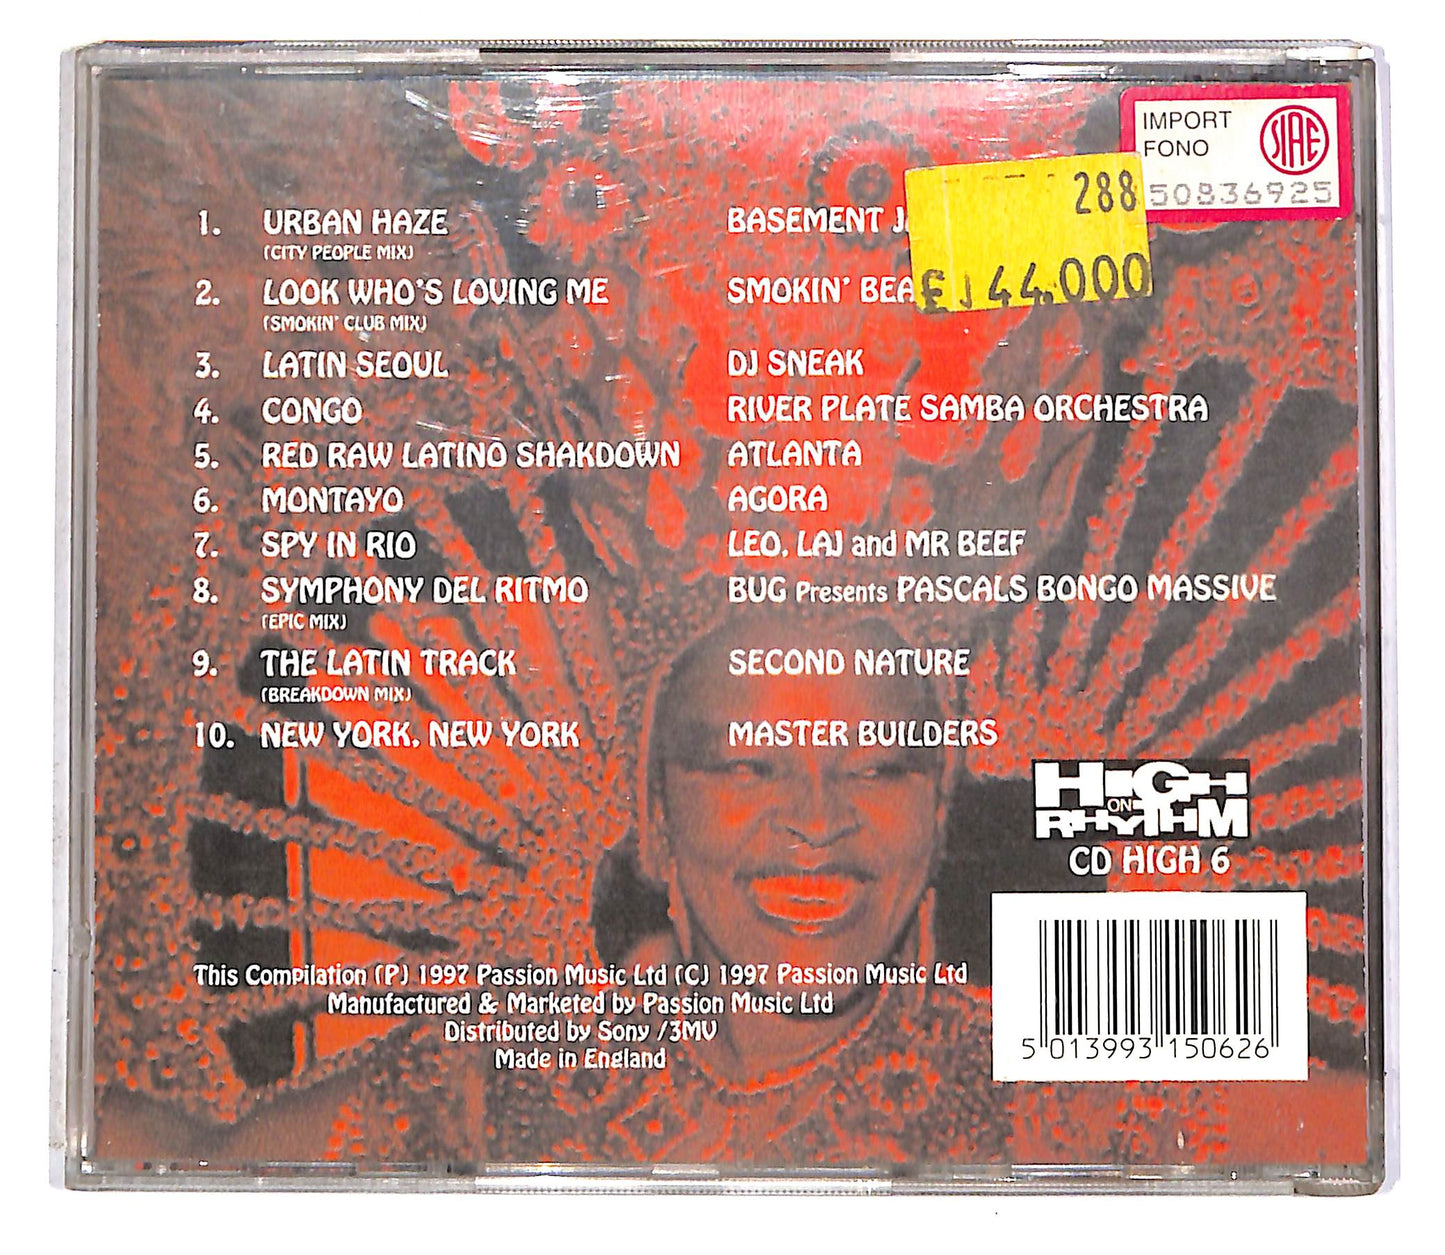 IMPORT
FONO
SIAE
50836925
288
£ 44.000
1. URBAN HAZE BASEMENT
(CITY PEOPLE MIX)
2. LOOK WHO'S LOVING ME SMOKIN'
(SMOKIN' CLUB MIX)
3. LATIN SEOUL DJ SNEAK
4. CONGO RIVER PLATE SAMBA ORCHESTRA
5. RED RAW LATINO SHAKDOWN ATLANTA
6. MONTAYO AGORA
7. SPY IN RIO LEO, LAJ and MR BEEF
8. SYMPHONY DEL RITMO BUG Presents PASCALS BONGO MASSIVE
(EPIC MIX)
9. THE LATIN TRACK SECOND NATURE
(BREAKDOWN MIX)
10. NEW YORK, NEW YORK MASTER BUILDERS
HIGH
ON
RHYTHM
CD HIGH 6
This Compilation (P) 1997 Passion Music Ltd (C) 1997 Passion Music Ltd
Manufactured & Marketed by Passion Music Ltd
Distributed by Sony /3MV
Made in England
5 013993 150626